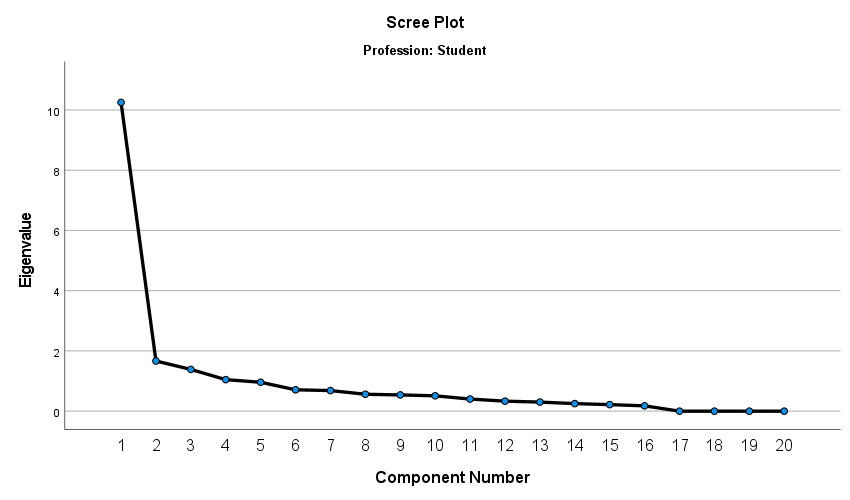 Scree Plot
Profession: Student
10
8
6
4
2
0
Eigenvalue
1 2 3 4 5 6 7 8 9 10 11 12 13 14 15 16 17 18 19 20
Component Number